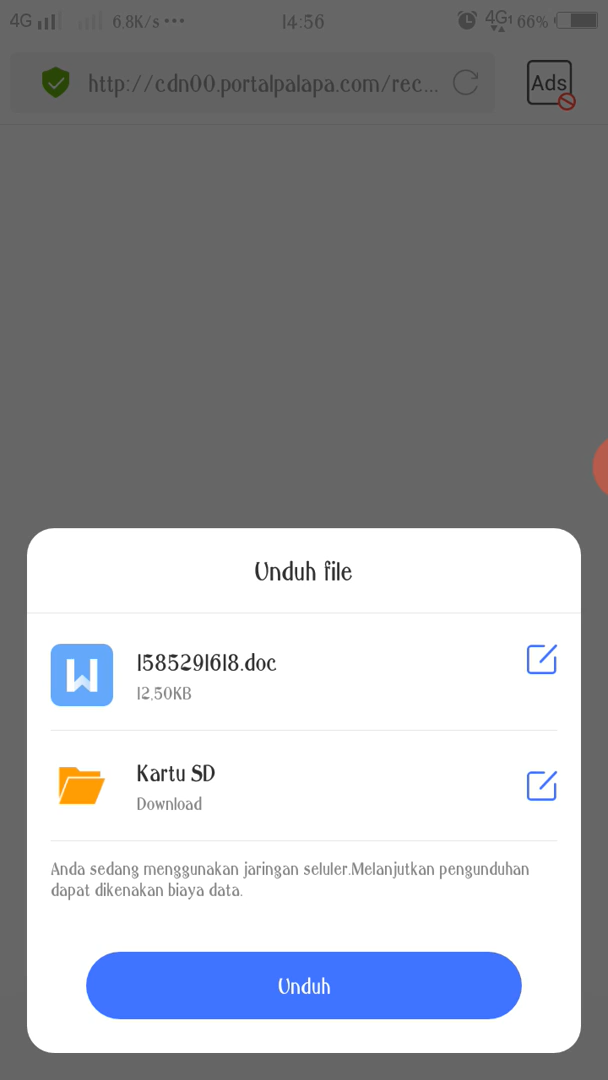 4G 6.8K/s ••• 14:56 4G 1 66%
http://cdn00.portalpalapa.com/rec... Ads
Unduh file
1585291618.doc
12.50KB
Kartu SD
Download
Anda sedang menggunakan jaringan seluler.Melanjutkan pengunduhan
dapat dikenakan biaya data.
Unduh